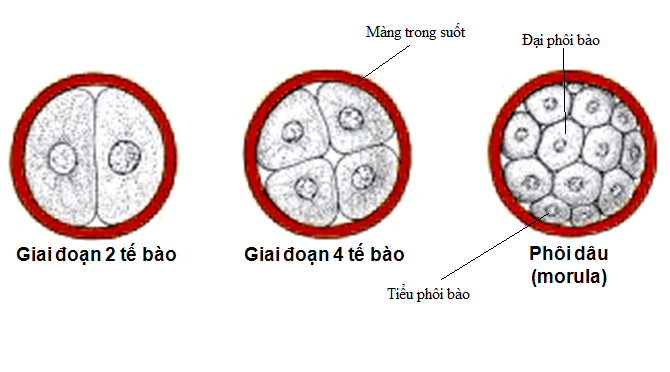 Màng trong suốt
Đại phôi bào
Giai đoạn 2 tế bào
Giai đoạn 4 tế bào
Phôi dâu
(morula)
Tiểu phôi bào